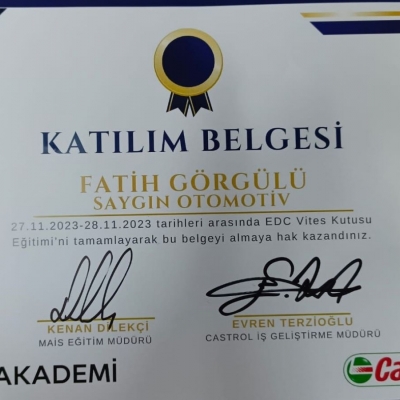 KATILIM BELGESİ
FATİH GÖRGÜLÜ
SAYGIN OTOMOTİV
27.11.2023-28.11.2023 tarihleri arasında EDC Vites Kutusu
Eğitimi'ni tamamlayarak bu belgeyi almaya hak kazandınız.
KENAN DİLEKÇİ
MAİS EĞİTİM MÜDÜRÜ
EVREN TERZİOĞLU
CASTROL İŞ GELİŞTİRME MÜDÜRÜ
AKADEMİ
Ca